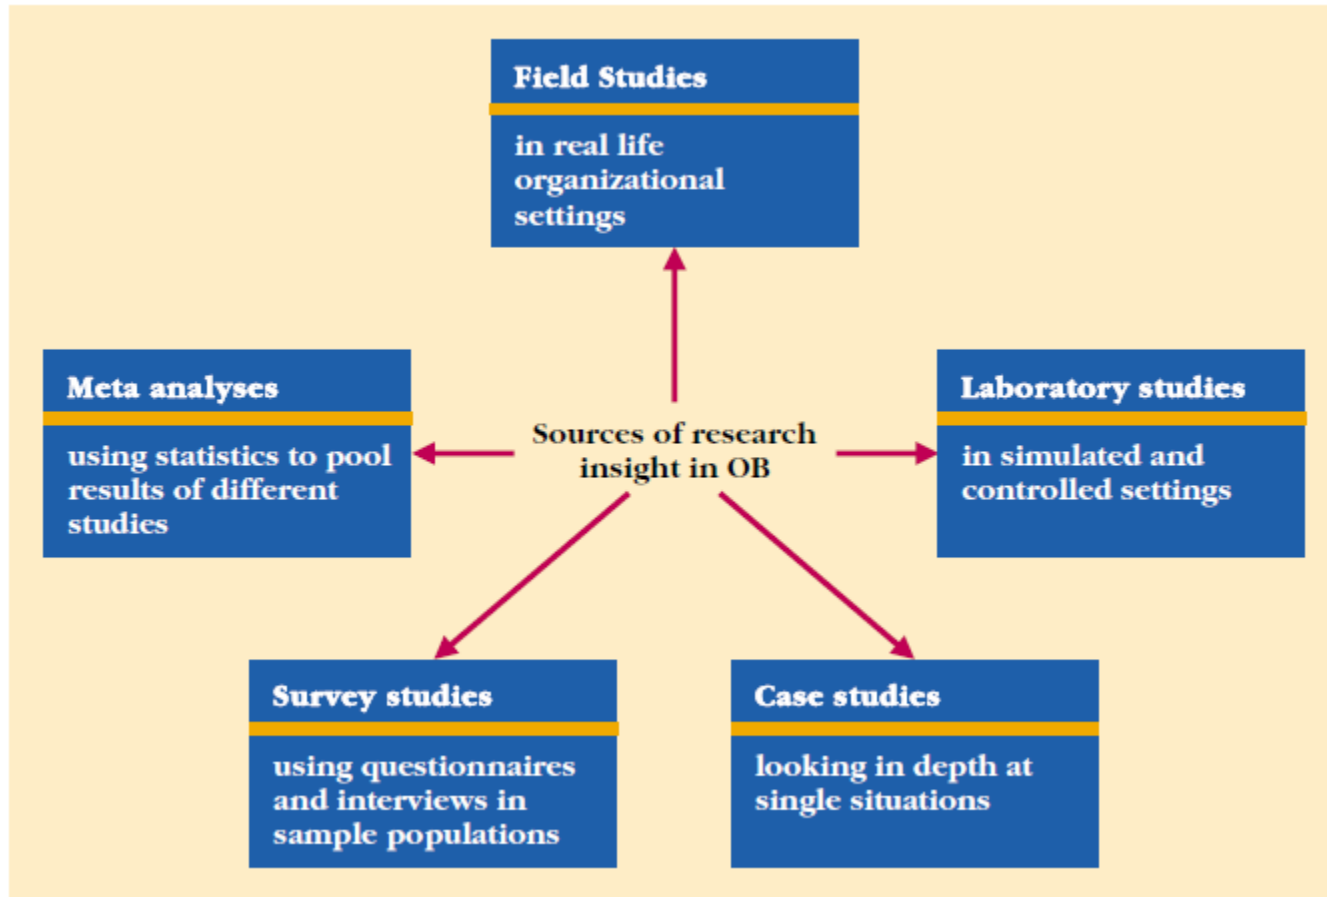 Field Studies
in real life
organizational
settings
Meta analyses
using statistics to pool
results of different
studies
Sources of research
insight in OB
Laboratory studies
in simulated and
controlled settings
Survey studies
using questionnaires
and interviews in
sample populations
Case studies
looking in depth at
single situations